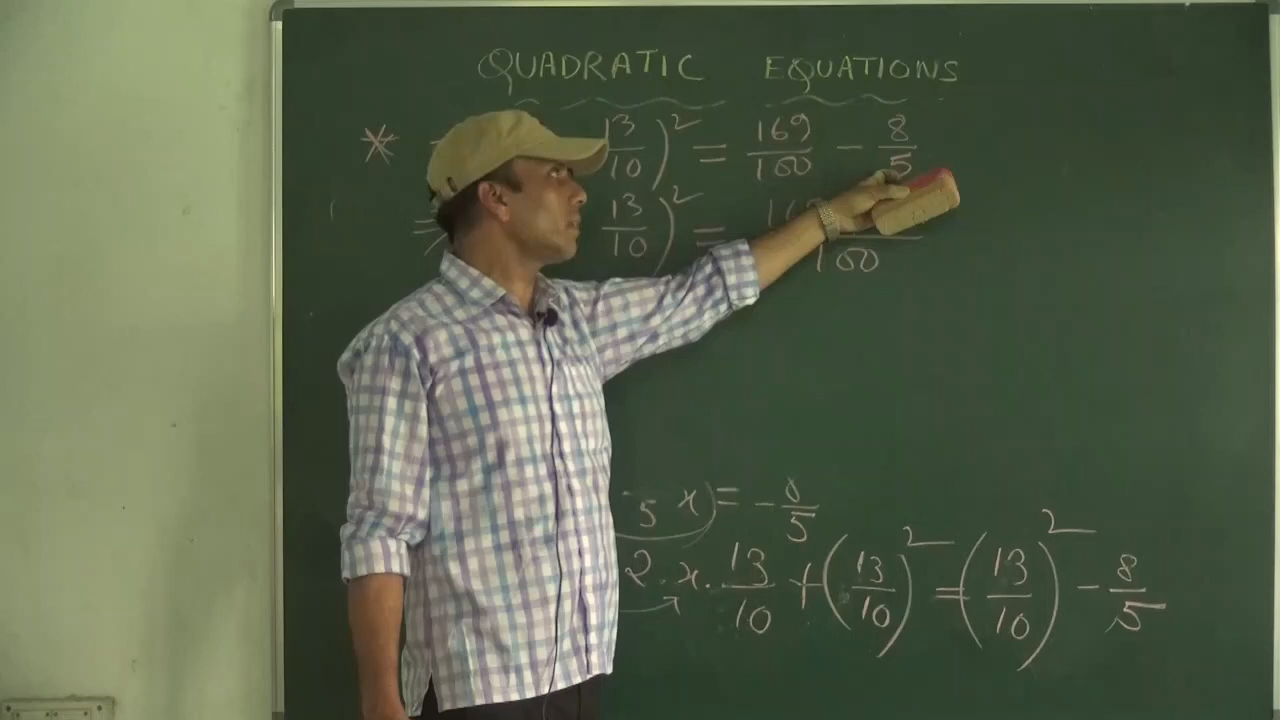 QUADRATIC EQUATIONS
* 13/10)² = 169/100 - 8/5
⇒ 13/10)² = 100
5 x) = - 8/5
2 . x . 13/10 + (13/10)² = (13/10)² - 8/5